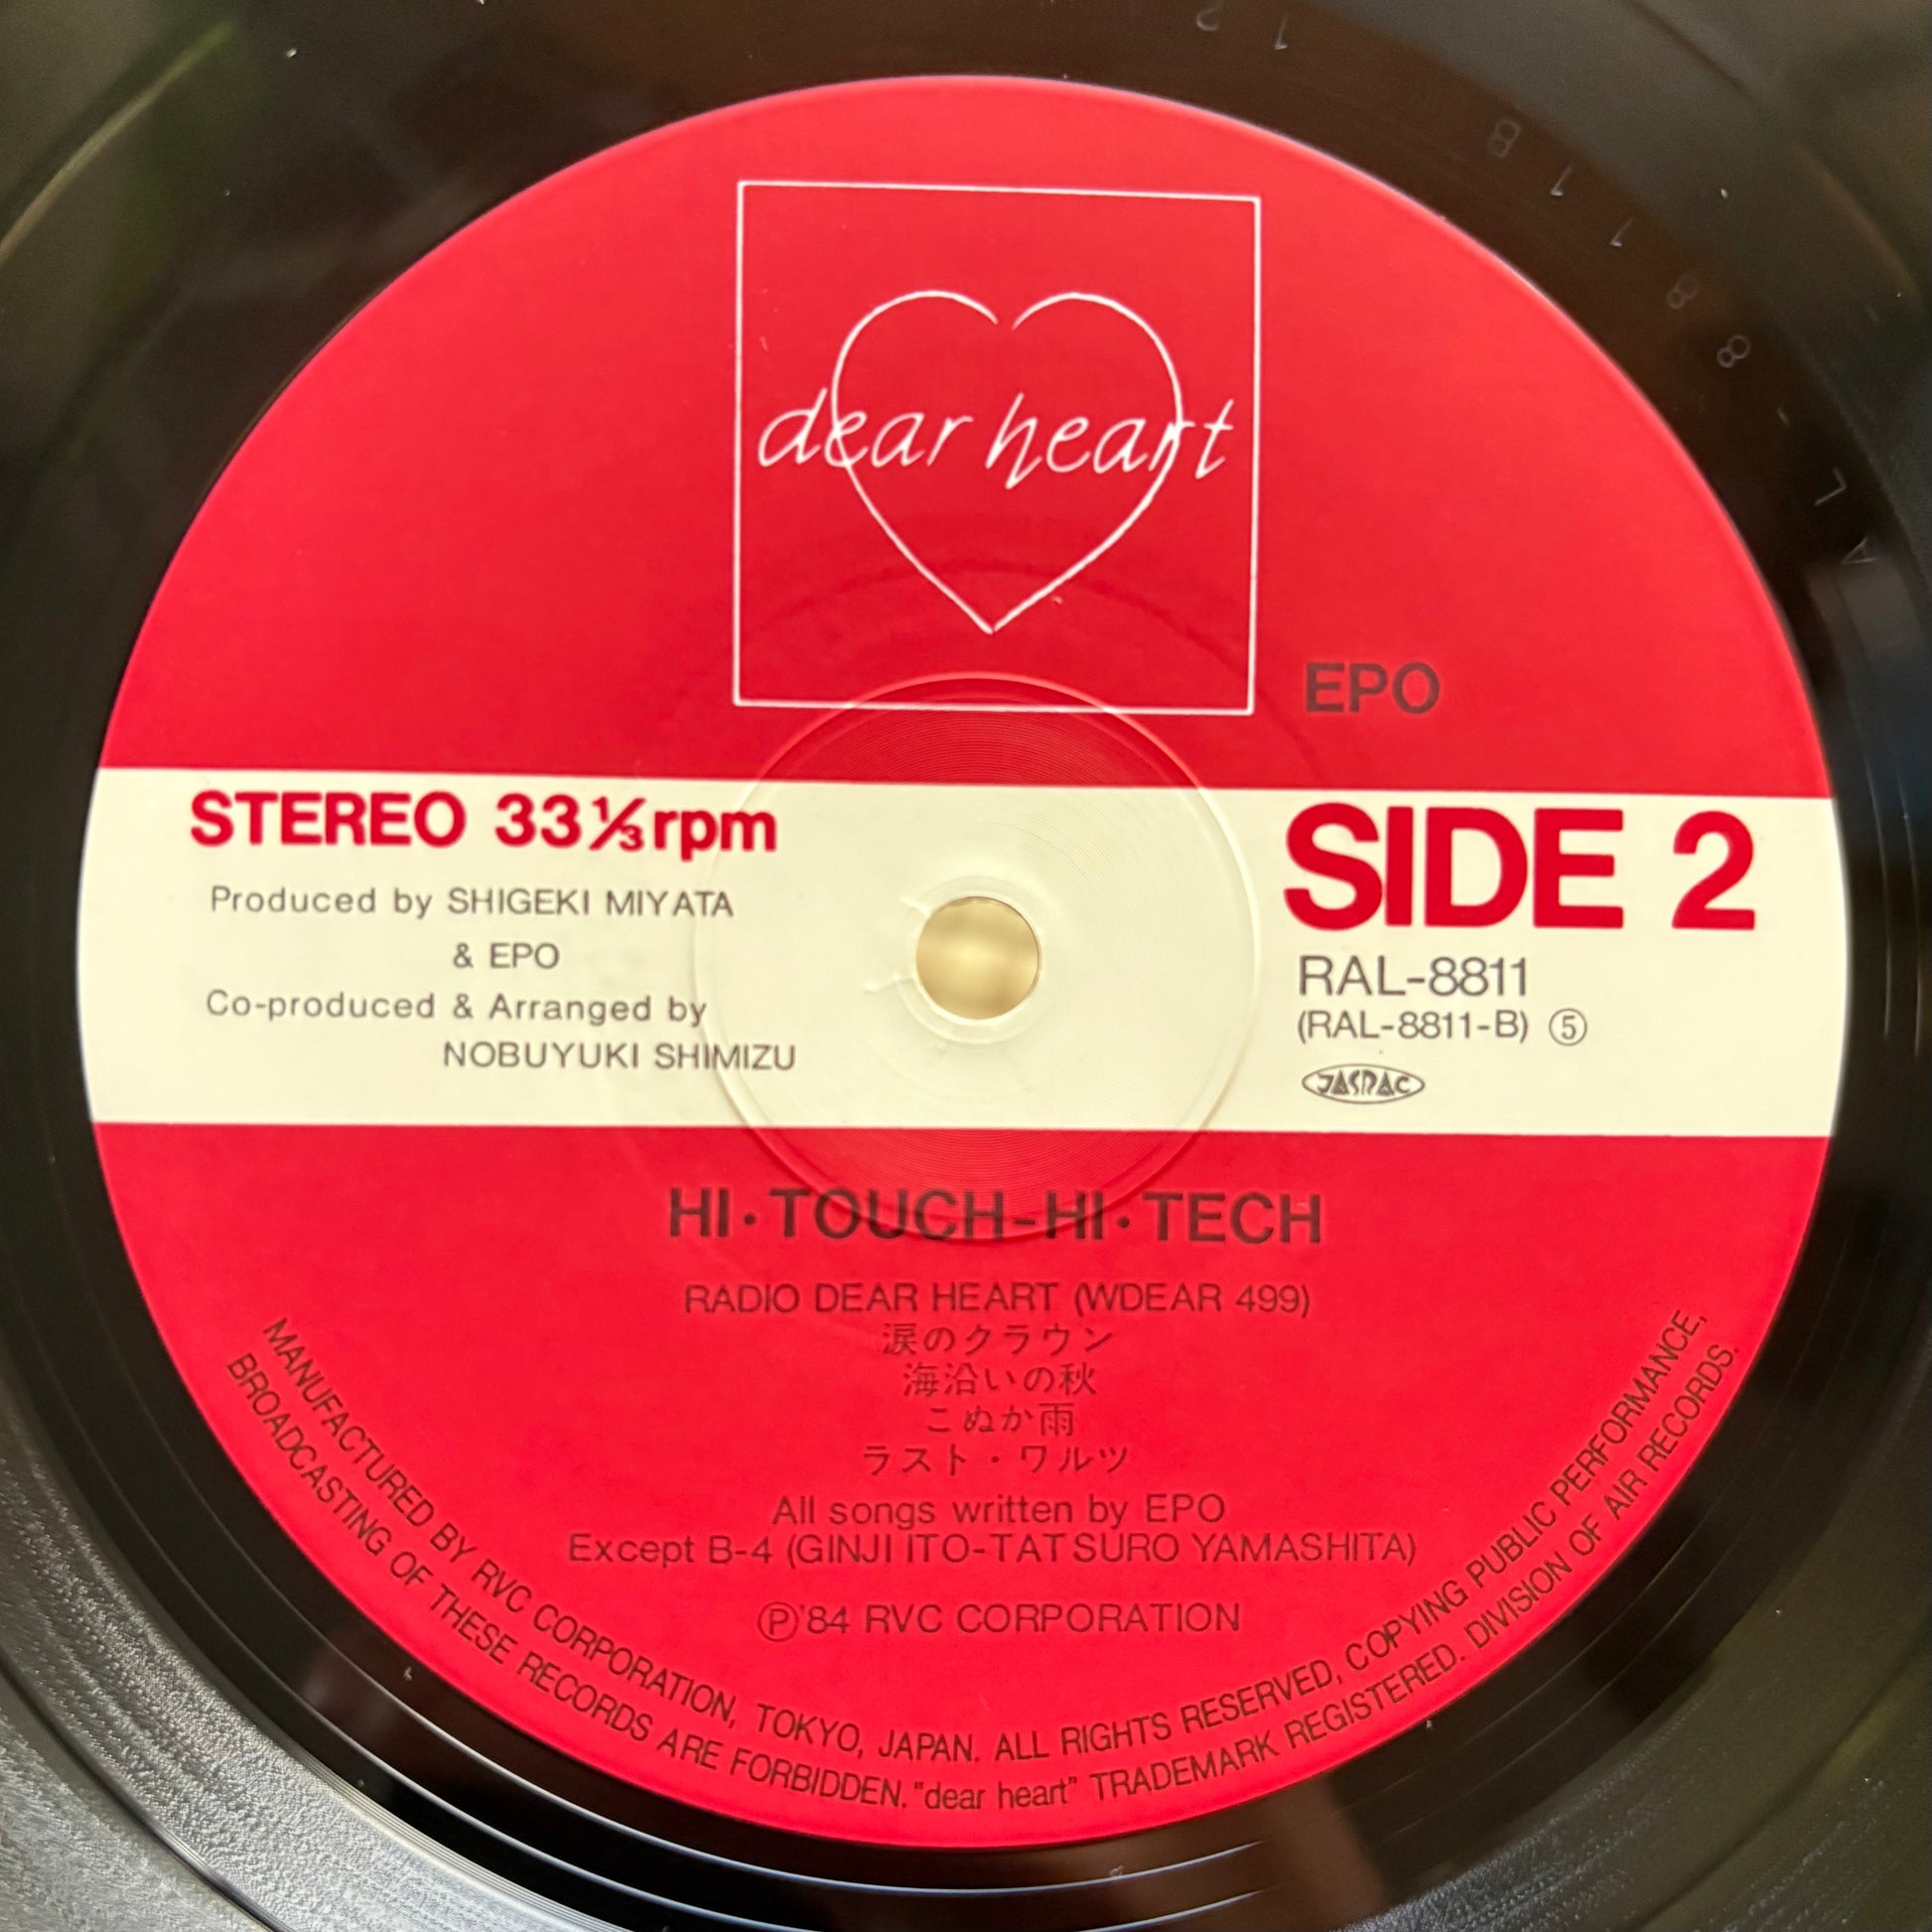 dear heart
EPO
STEREO 33⅓rpm
SIDE 2
Produced by SHIGEKI MIYATA
& EPO
Co-produced & Arranged by
NOBUYUKI SHIMIZU
RAL-8811
(RAL-8811-B) ⑤
JASRAC
HI・TOUCH-HI・TECH
RADIO DEAR HEART (WDEAR 499)
涙のクラウン
海沿いの秋
こぬか雨
ラスト・ワルツ
All songs written by EPO
Except B-4 (GINJI ITO-TATSURO YAMASHITA)
Ⓟ'84 RVC CORPORATION
MANUFACTURED BY RVC CORPORATION, TOKYO, JAPAN. ALL RIGHTS RESERVED, COPYING PUBLIC PERFORMANCE,
BROADCASTING OF THESE RECORDS ARE FORBIDDEN. "dear heart" TRADEMARK REGISTERED. DIVISION OF AIR RECORDS.